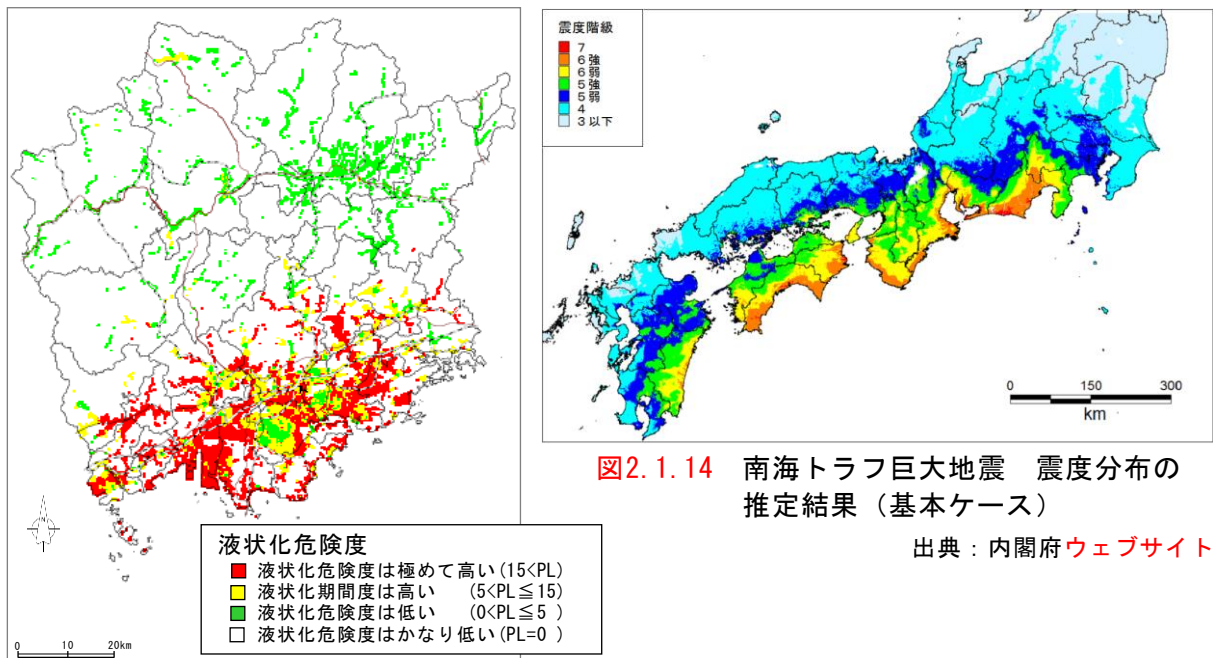 液状化危険度
液状化危険度は極めて高い(15<PL)
液状化期間度は高い (5<PL≦15)
液状化危険度は低い (0<PL≦5 )
液状化危険度はかなり低い(PL=0 )
0 10 20km
N
震度階級
7
6強
6弱
5強
5弱
4
3以下
0 150 300
km
図2.1.14 南海トラフ巨大地震 震度分布の
推定結果（基本ケース）
出典：内閣府ウェブサイト